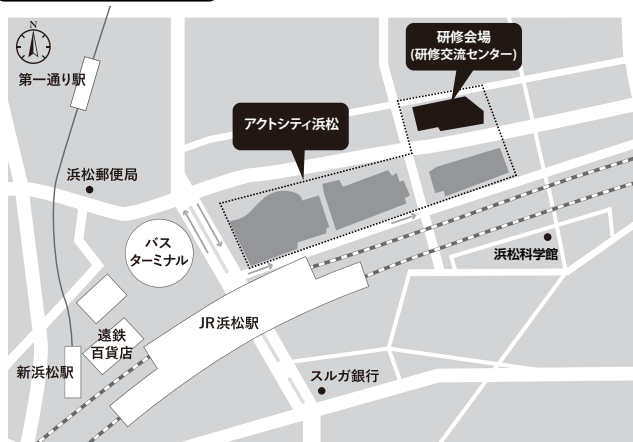 N
第一通り駅
研修会場
(研修交流センター)
アクトシティ浜松
浜松郵便局
バス
ターミナル
浜松科学館
JR浜松駅
遠鉄
百貨店
新浜松駅
スルガ銀行